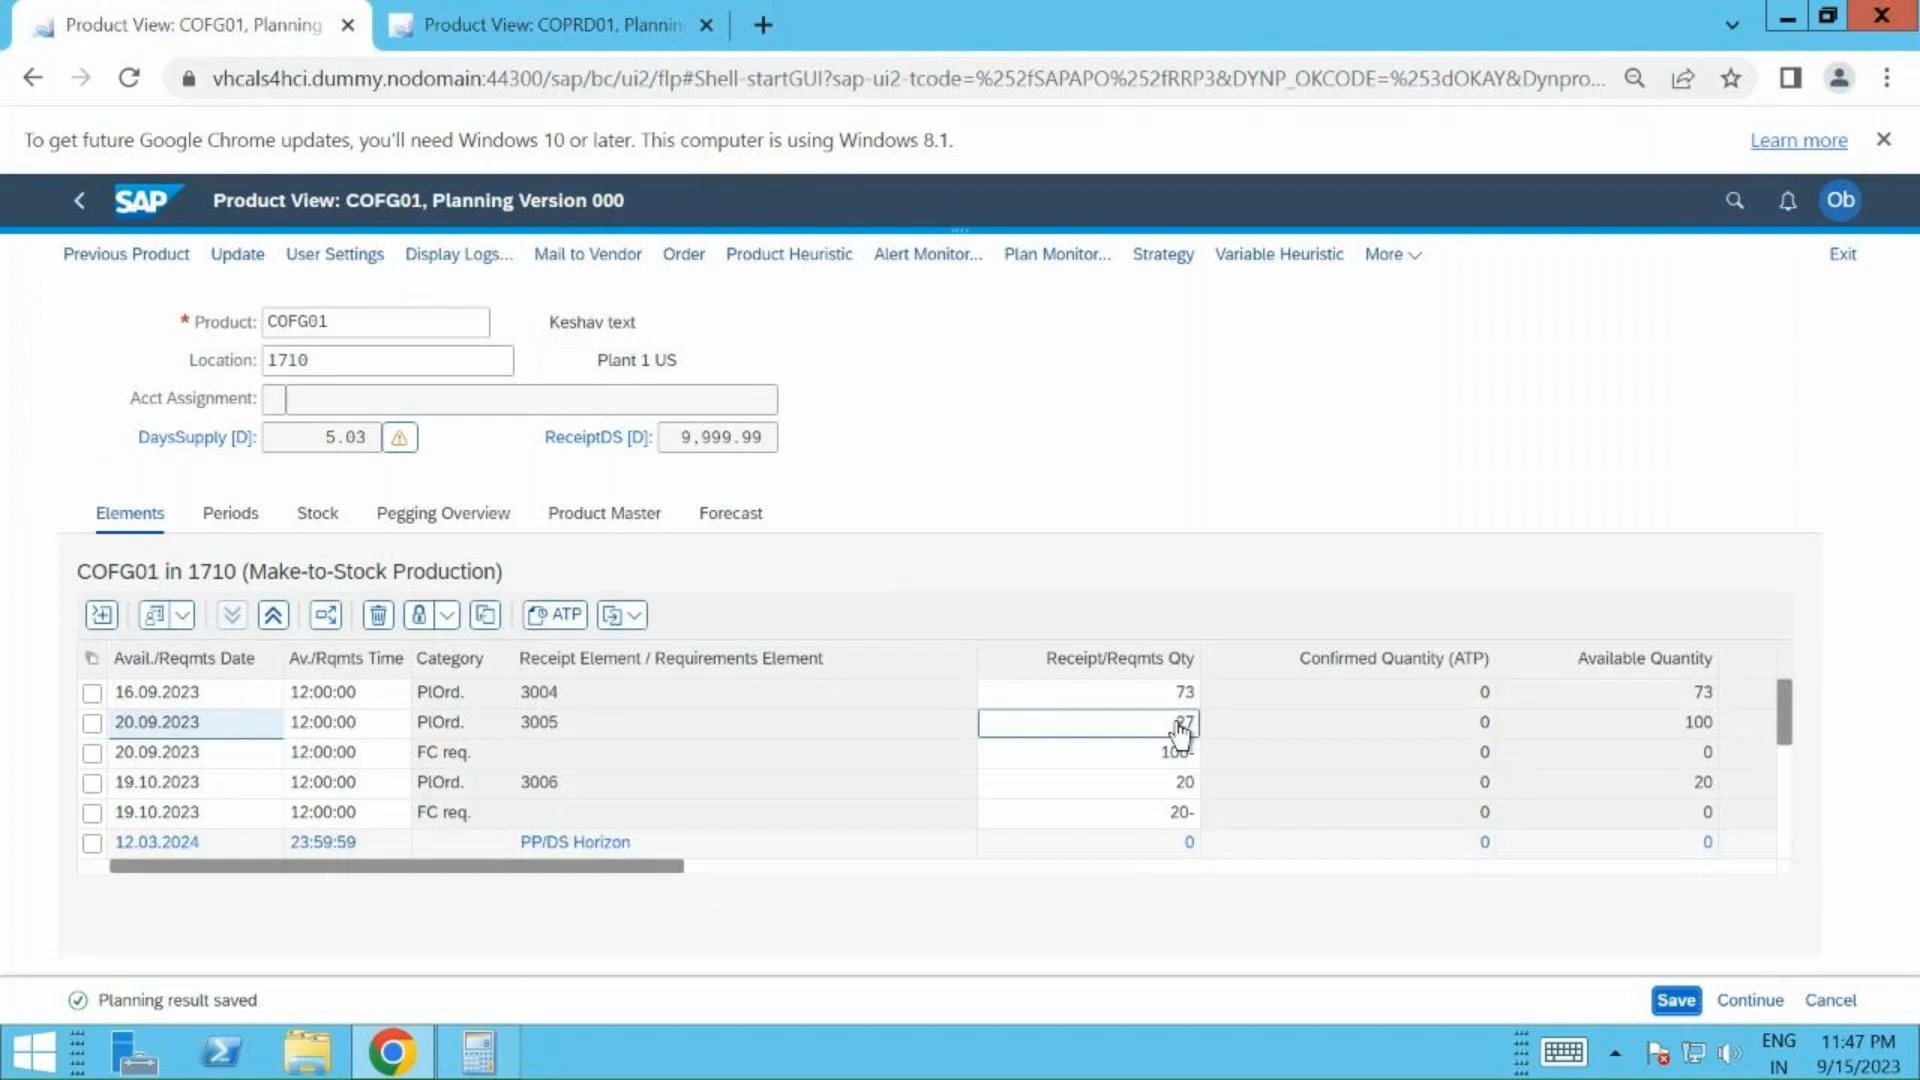 Product View: COFG01, Planning
Product View: COPRD01, Plannin
vhcals4hci.dummy.nodomain:44300/sap/bc/ui2/flp#Shell-startGUI?sap-ui2-tcode=%252fSAPAPO%252fRRP3&DYNP_OKCODE=%253dOKAY&Dynpro...
To get future Google Chrome updates, you'll need Windows 10 or later. This computer is using Windows 8.1.
Learn more
SAP
Product View: COFG01, Planning Version 000
Ob
Previous Product Update User Settings Display Logs... Mail to Vendor Order Product Heuristic Alert Monitor... Plan Monitor... Strategy Variable Heuristic More Exit
* Product: COFG01 Keshav text
Location: 1710 Plant 1 US
Acct Assignment:
DaysSupply [D]: 5.03 ReceiptDS [D]: 9,999.99
Elements Periods Stock Pegging Overview Product Master Forecast
COFG01 in 1710 (Make-to-Stock Production)
ATP
Avail./Reqmts Date Av./Rqmts Time Category Receipt Element / Requirements Element Receipt/Reqmts Qty Confirmed Quantity (ATP) Available Quantity
16.09.2023 12:00:00 PlOrd. 3004 73 0 73
20.09.2023 12:00:00 PlOrd. 3005 27 0 100
20.09.2023 12:00:00 FC req. 100- 0 0
19.10.2023 12:00:00 PlOrd. 3006 20 0 20
19.10.2023 12:00:00 FC req. 20- 0 0
12.03.2024 23:59:59 PP/DS Horizon 0 0 0
Planning result saved
Save Continue Cancel
ENG 11:47 PM
IN 9/15/2023